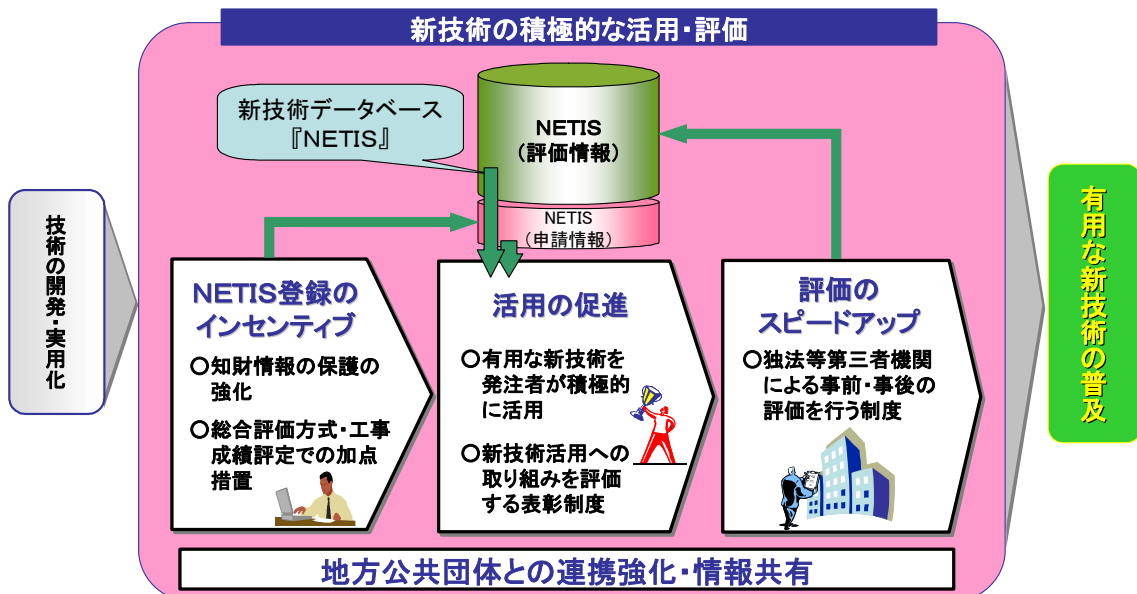 新技術の積極的な活用・評価
新技術データベース
『NETIS』
NETIS
（評価情報）
NETIS
（申請情報）
技術の開発・実用化
NETIS登録の
インセンティブ
○知財情報の保護の
強化
○総合評価方式・工事
成績評定での加点
措置
活用の促進
○有用な新技術を
発注者が積極的
に活用
○新技術活用への
取り組みを評価
する表彰制度
評価の
スピードアップ
○独法等第三者機関
による事前・事後の
評価を行う制度
有用な新技術の普及
地方公共団体との連携強化・情報共有